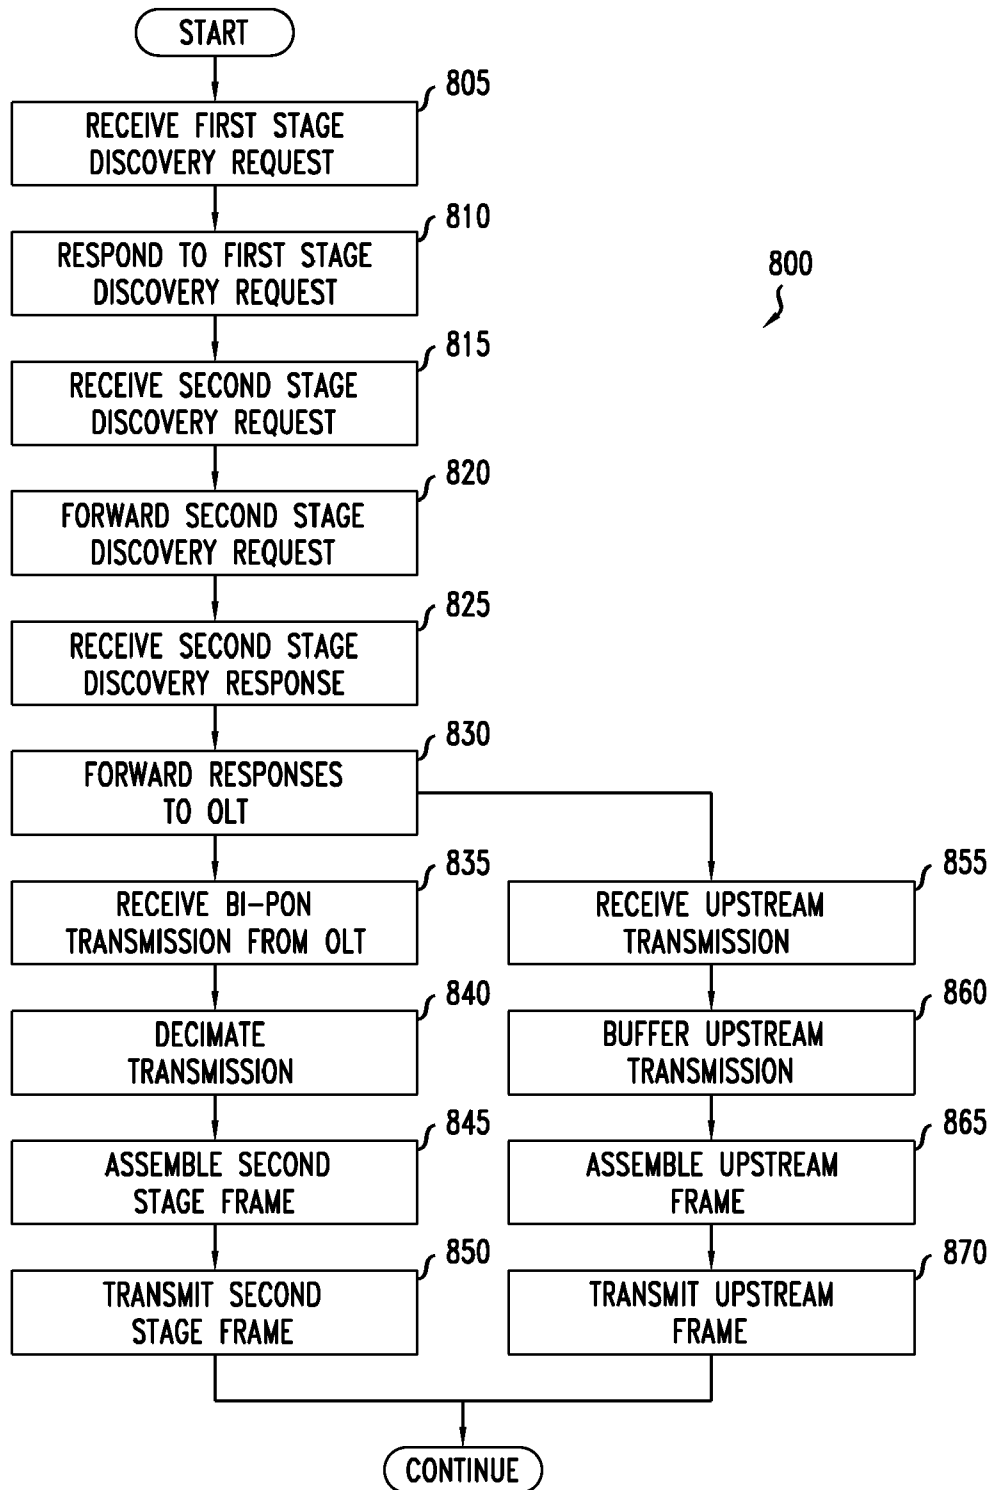 START
805
RECEIVE FIRST STAGE
DISCOVERY REQUEST
810
RESPOND TO FIRST STAGE
DISCOVERY REQUEST
800
815
RECEIVE SECOND STAGE
DISCOVERY REQUEST
820
FORWARD SECOND STAGE
DISCOVERY REQUEST
825
RECEIVE SECOND STAGE
DISCOVERY RESPONSE
830
FORWARD RESPONSES
TO OLT
835
RECEIVE BI-PON
TRANSMISSION FROM OLT
840
DECIMATE
TRANSMISSION
845
ASSEMBLE SECOND
STAGE FRAME
850
TRANSMIT SECOND
STAGE FRAME
855
RECEIVE UPSTREAM
TRANSMISSION
860
BUFFER UPSTREAM
TRANSMISSION
865
ASSEMBLE UPSTREAM
FRAME
870
TRANSMIT UPSTREAM
FRAME
CONTINUE